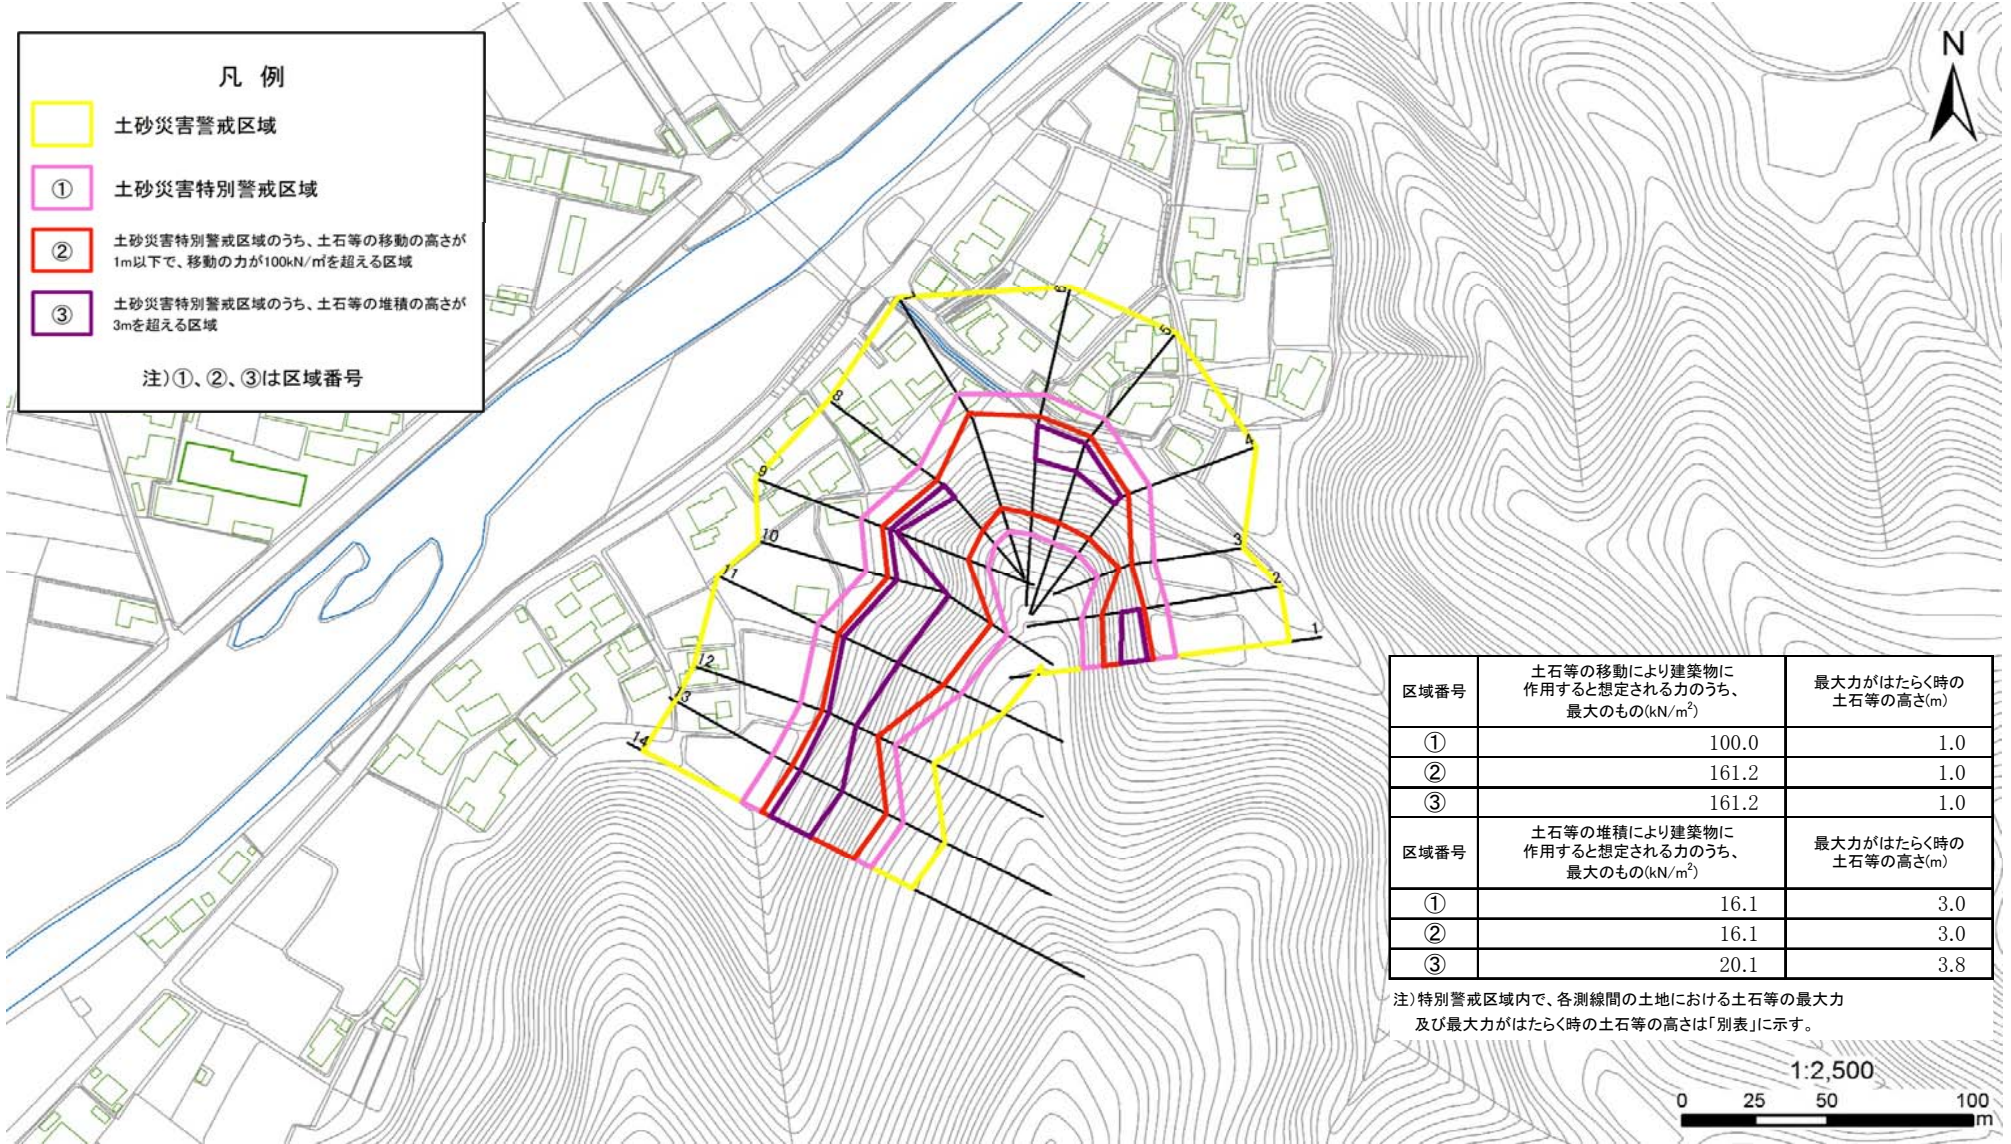 凡 例
土砂災害警戒区域
① 土砂災害特別警戒区域
② 土砂災害特別警戒区域のうち、土石等の移動の高さが
1m以下で、移動の力が100kN/㎡を超える区域
③ 土砂災害特別警戒区域のうち、土石等の堆積の高さが
3mを超える区域
注)①、②、③は区域番号
N
6
5
8
4
9
3
10
2
11
1
12
13
14
区域番号 土石等の移動により建築物に作用すると想定される力のうち、最大のもの(kN/m²) 最大力がはたらく時の土石等の高さ(m)
① 100.0 1.0
② 161.2 1.0
③ 161.2 1.0
区域番号 土石等の堆積により建築物に作用すると想定される力のうち、最大のもの(kN/m²) 最大力がはたらく時の土石等の高さ(m)
① 16.1 3.0
② 16.1 3.0
③ 20.1 3.8
注)特別警戒区域内で、各測線間の土地における土石等の最大力
及び最大力がはたらく時の土石等の高さは「別表」に示す。
1:2,500
0 25 50 100
m